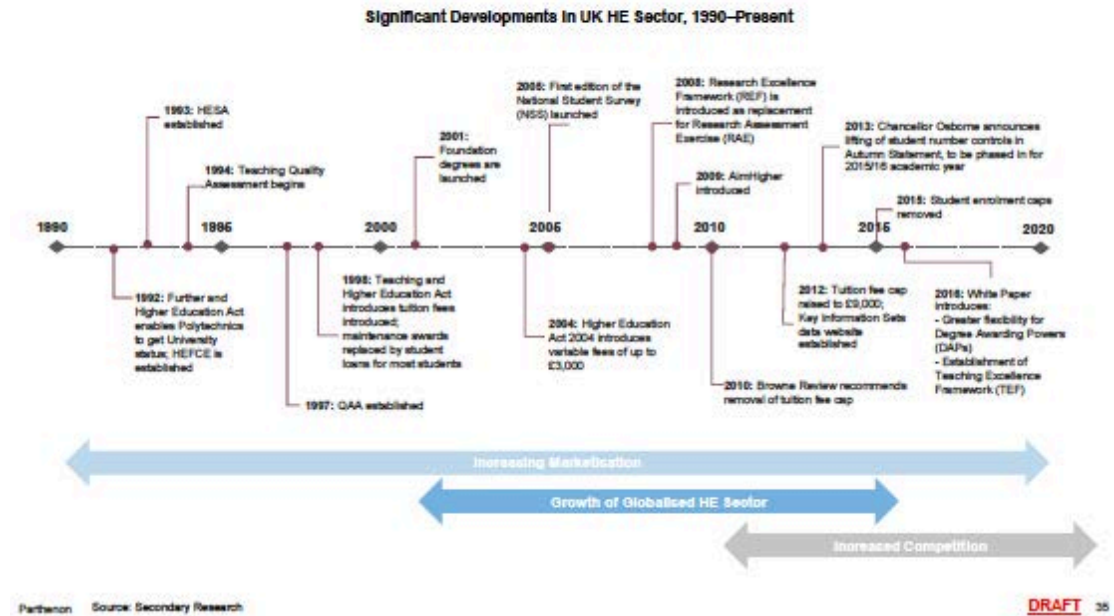 Significant Developments in UK HE Sector, 1990–Present
1993: HESA
established
1994: Teaching Quality
Assessment begins
2001:
Foundation
degrees are
launched
2005: First edition of the
National Student Survey
(NSS) launched
2008: Research Excellence
Framework (REF) is
introduced as replacement
for Research Assessment
Exercise (RAE)
2009: AimHigher
introduced
2013: Chancellor Osborne announces
lifting of student number controls in
Autumn Statement, to be phased in for
2015/16 academic year
2015: Student enrolment caps
removed
1990
1995
2000
2005
2010
2015
2020
1992: Further and
Higher Education Act
enables Polytechnics
to get University
status; HEFCE is
established
1997: QAA established
1998: Teaching and
Higher Education Act
introduces tuition fees
introduced;
maintenance awards
replaced by student
loans for most students
2004: Higher Education
Act 2004 introduces
variable fees of up to
£3,000
2010: Browne Review recommends
removal of tuition fee cap
2012: Tuition fee cap
raised to £9,000;
Key Information Sets
data website
established
2016: White Paper
introduces:
- Greater flexibility for
Degree Awarding Powers
(DAPs)
- Establishment of
Teaching Excellence
Framework (TEF)
Increasing Marketisation
Growth of Globalised HE Sector
Increased Competition
Parthenon
Source: Secondary Research
DRAFT
35